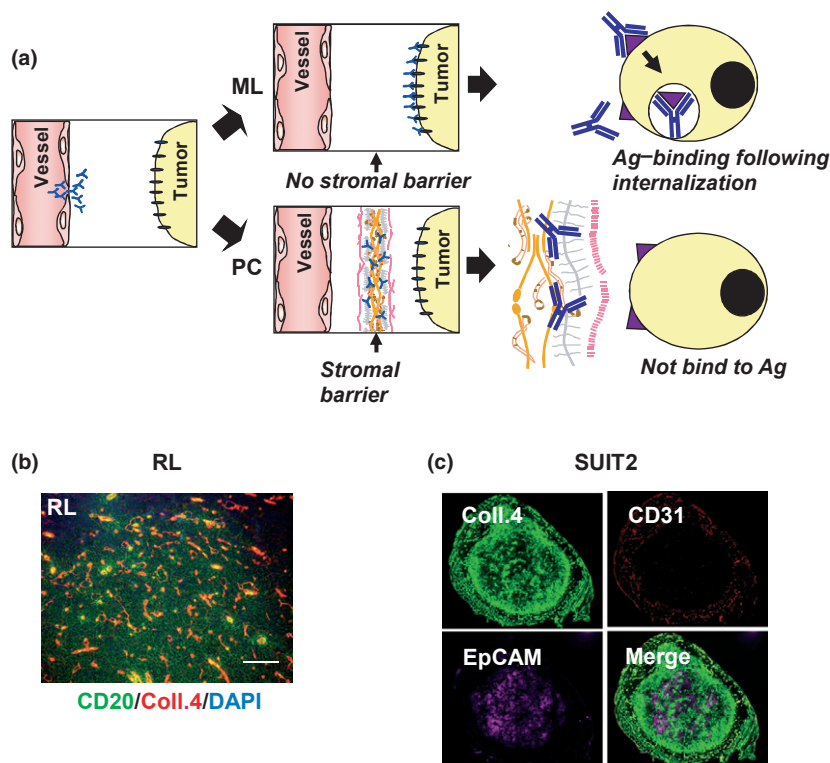 (a)
Vessel
Tumor
ML
Vessel
Tumor
No stromal barrier
Ag–binding following
internalization
PC
Vessel
Tumor
Stromal
barrier
Not bind to Ag
(b)
RL
RL
CD20/Coll.4/DAPI
(c)
SUIT2
Coll.4
CD31
EpCAM
Merge